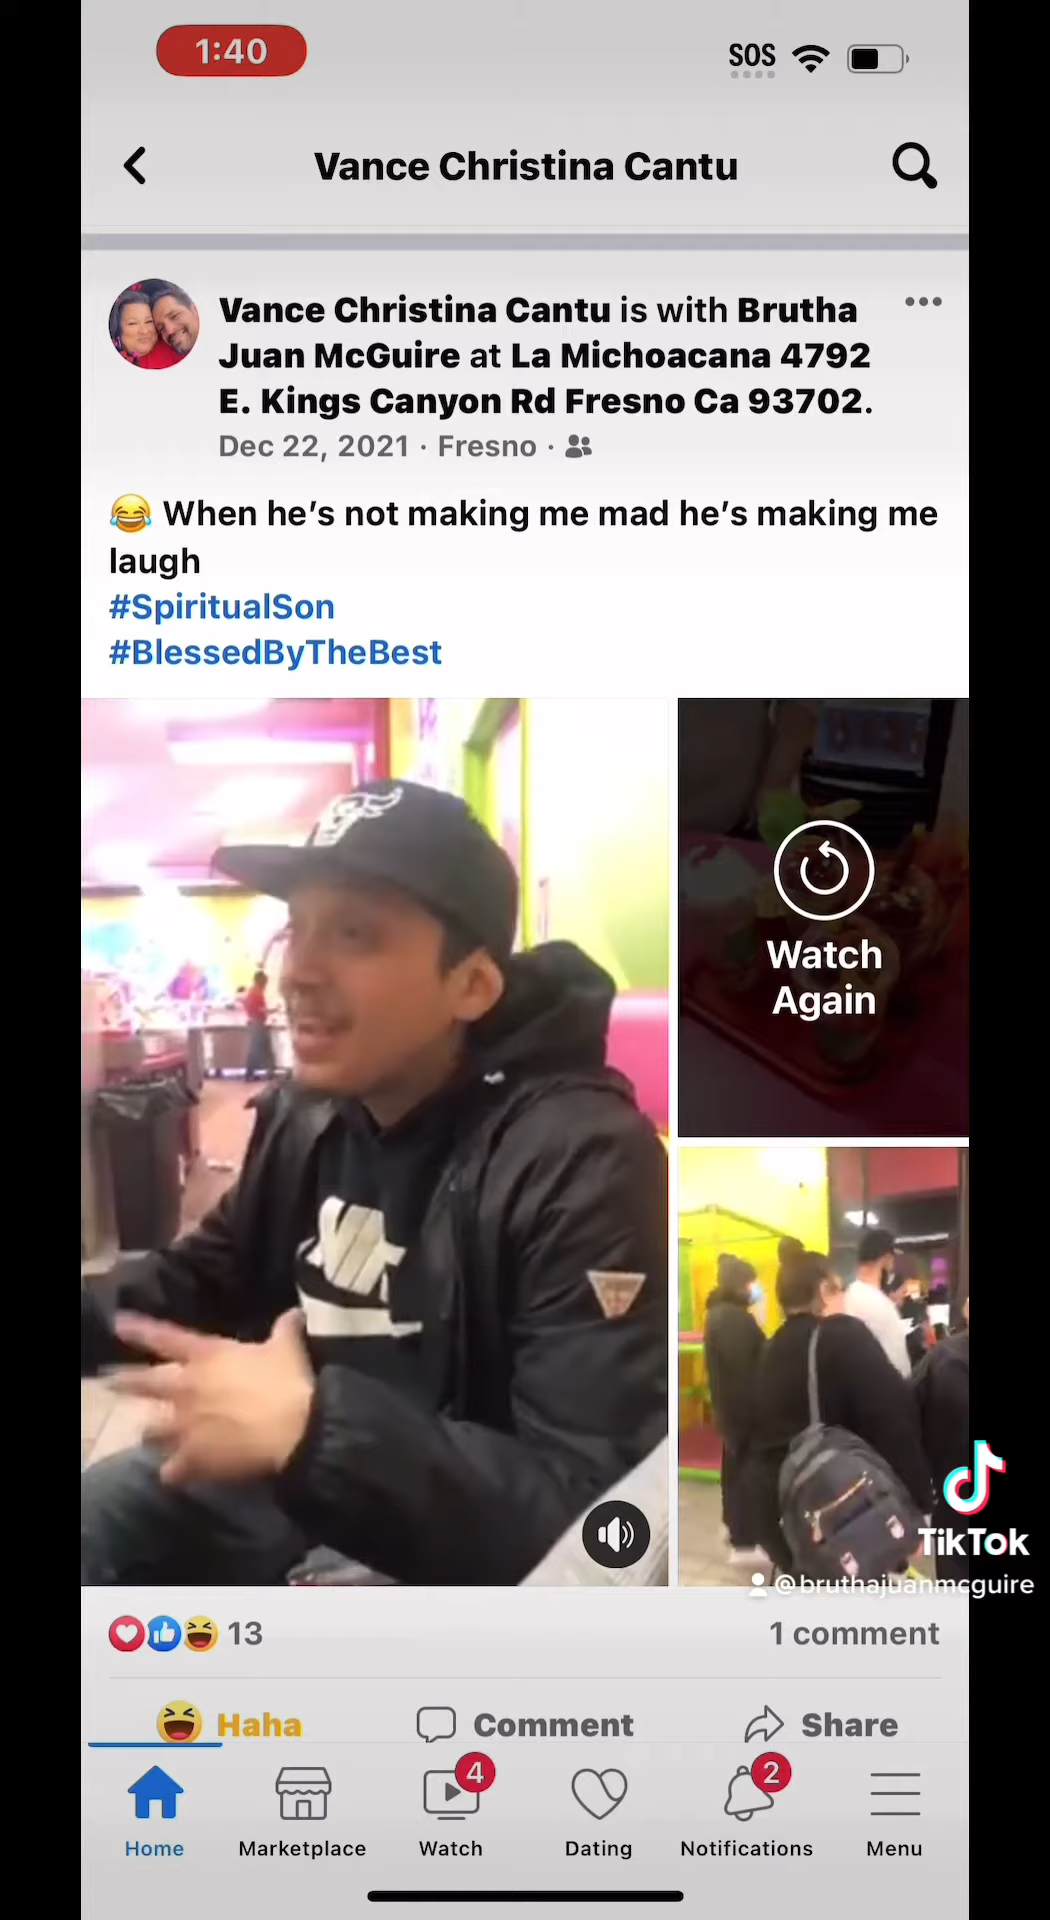 1:40
SOS
Vance Christina Cantu
Vance Christina Cantu is with Brutha
Juan McGuire at La Michoacana 4792
E. Kings Canyon Rd Fresno Ca 93702.
Dec 22, 2021 · Fresno ·
😂 When he's not making me mad he's making me
laugh
#SpiritualSon
#BlessedByTheBest
Watch
Again
TikTok
@bruthajuanmcguire
13
1 comment
Haha
Comment
Share
4
2
Home
Marketplace
Watch
Dating
Notifications
Menu